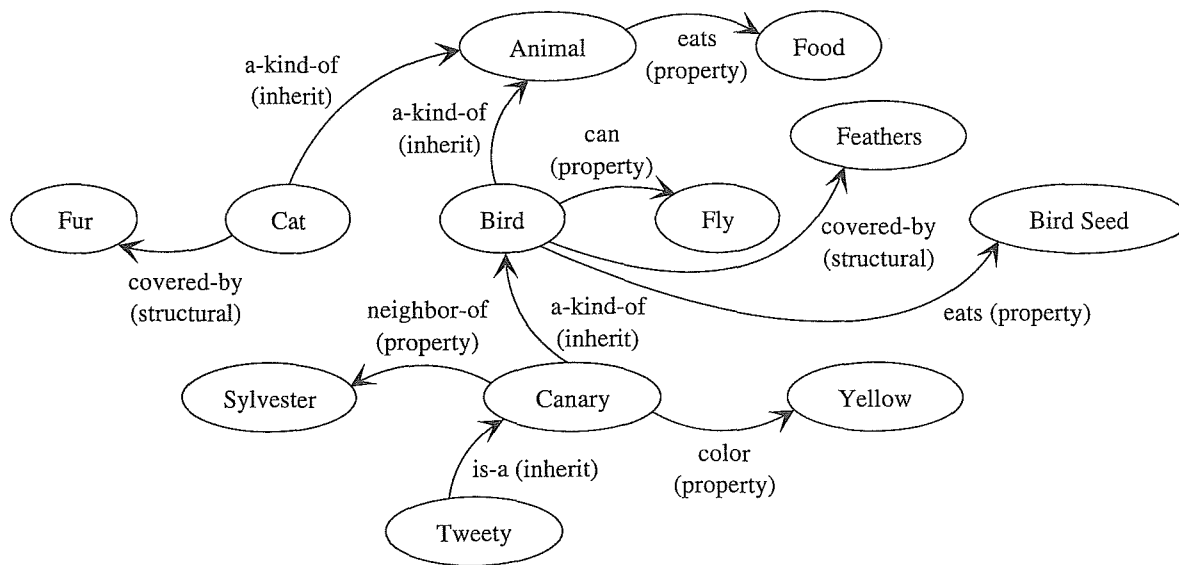 Animal
eats
(property)
Food
a-kind-of
(inherit)
a-kind-of
(inherit)
can
(property)
Feathers
Fur
Cat
Bird
Fly
covered-by
(structural)
Bird Seed
covered-by
(structural)
neighbor-of
(property)
a-kind-of
(inherit)
eats (property)
Sylvester
Canary
Yellow
is-a (inherit)
color
(property)
Tweety